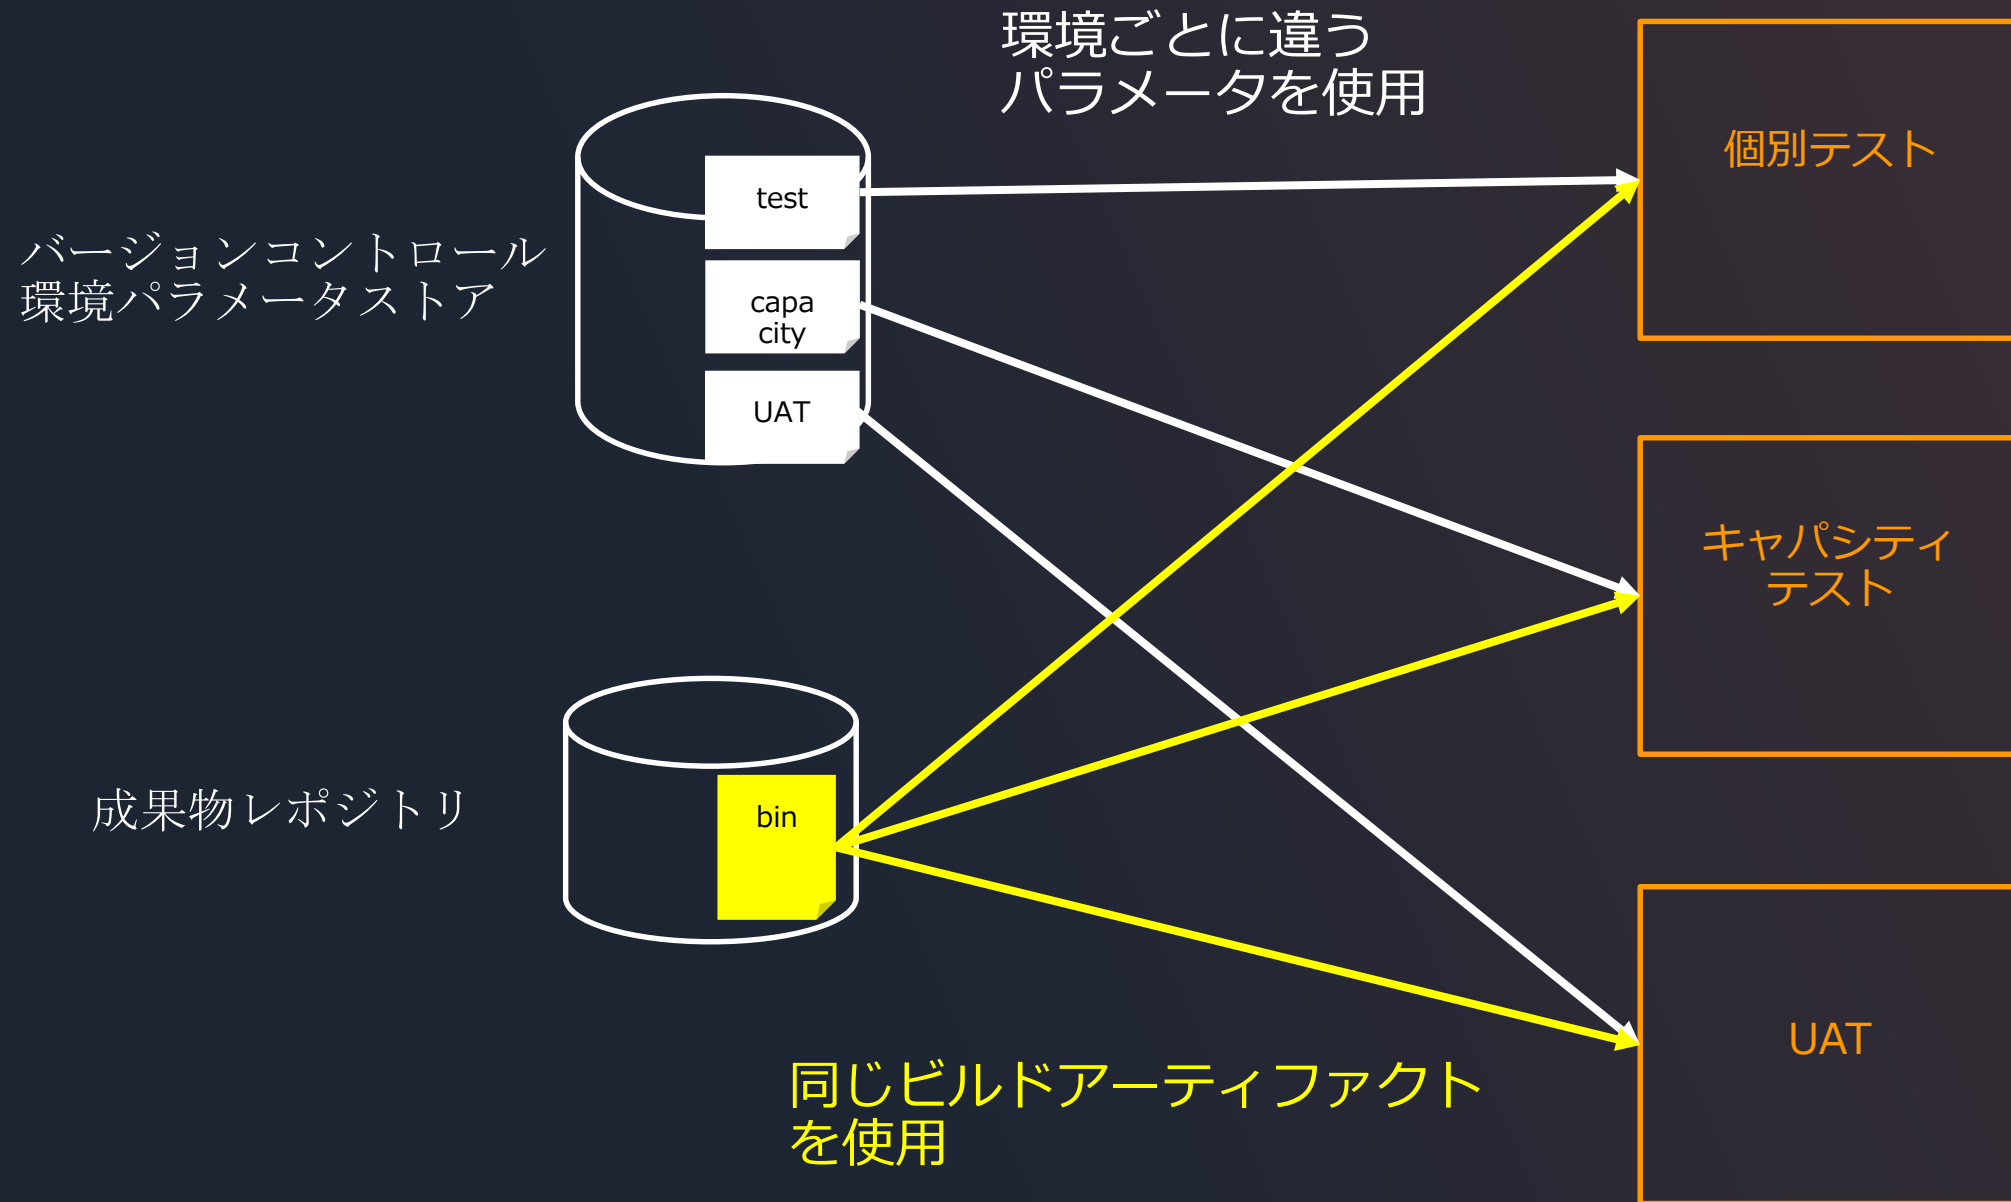 環境ごとに違う
パラメータを使用
個別テスト
test
バージョンコントロール
環境パラメータストア
capa
city
UAT
キャパシティ
テスト
成果物レポジトリ
bin
UAT
同じビルドアーティファクト
を使用